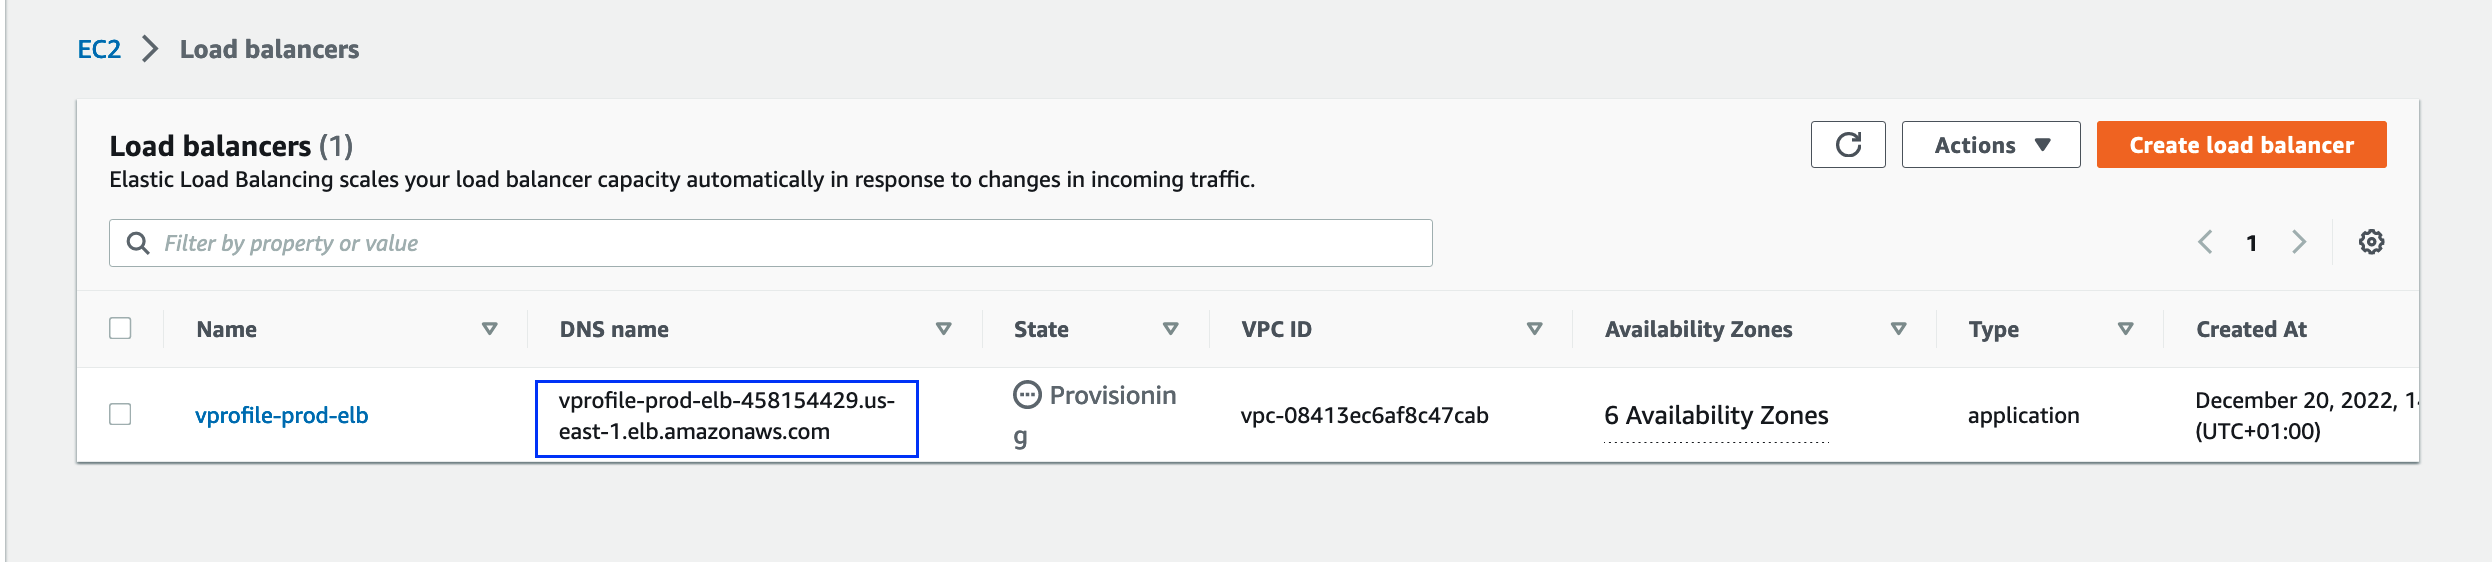 EC2 > Load balancers
Load balancers (1)
Actions
Create load balancer
Elastic Load Balancing scales your load balancer capacity automatically in response to changes in incoming traffic.
Filter by property or value
1
Name DNS name State VPC ID Availability Zones Type Created At
vprofile-prod-elb
vprofile-prod-elb-458154429.us-
east-1.elb.amazonaws.com
Provisionin
g
vpc-08413ec6af8c47cab
6 Availability Zones
application
December 20, 2022,
(UTC+01:00)